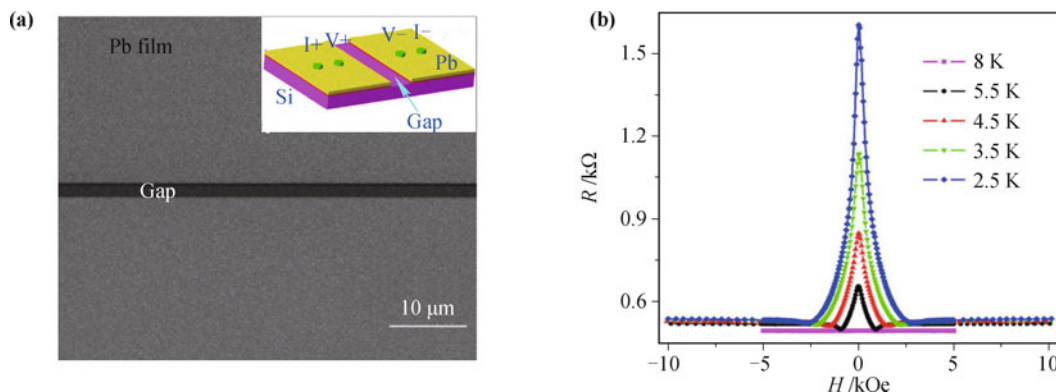 (a)
Pb film
I+ V+
V− I−
Pb
Si
Gap
Gap
10 μm
(b)
R /kΩ
1.5
1.2
0.9
0.6
−10
−5
0
5
10
H /kOe
8 K
5.5 K
4.5 K
3.5 K
2.5 K